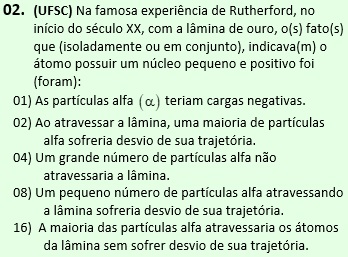 02. (UFSC) Na famosa experiência de Rutherford, no
início do século XX, com a lâmina de ouro, o(s) fato(s)
que (isoladamente ou em conjunto), indicava(m) o
átomo possuir um núcleo pequeno e positivo foi
(foram):
01) As partículas alfa (α) teriam cargas negativas.
02) Ao atravessar a lâmina, uma maioria de partículas
alfa sofreria desvio de sua trajetória.
04) Um grande número de partículas alfa não
atravessaria a lâmina.
08) Um pequeno número de partículas alfa atravessando
a lâmina sofreria desvio de sua trajetória.
16) A maioria das partículas alfa atravessaria os átomos
da lâmina sem sofrer desvio de sua trajetória.